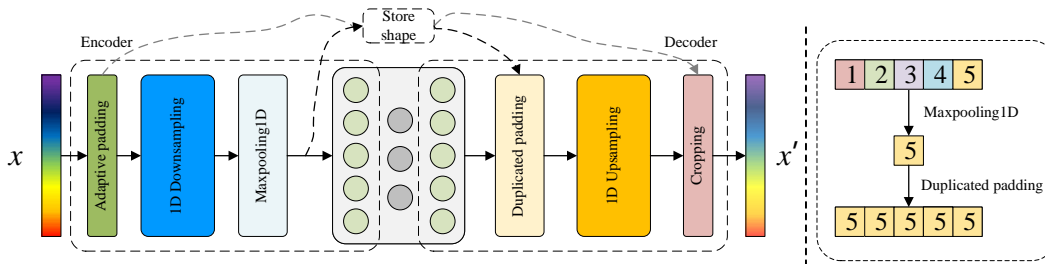 Store
shape
Encoder
Decoder
x
Adaptive padding
1D Downsampling
Maxpooling1D
Duplicated padding
1D Upsampling
Cropping
x'
1 2 3 4 5
Maxpooling1D
5
Duplicated padding
5 5 5 5 5